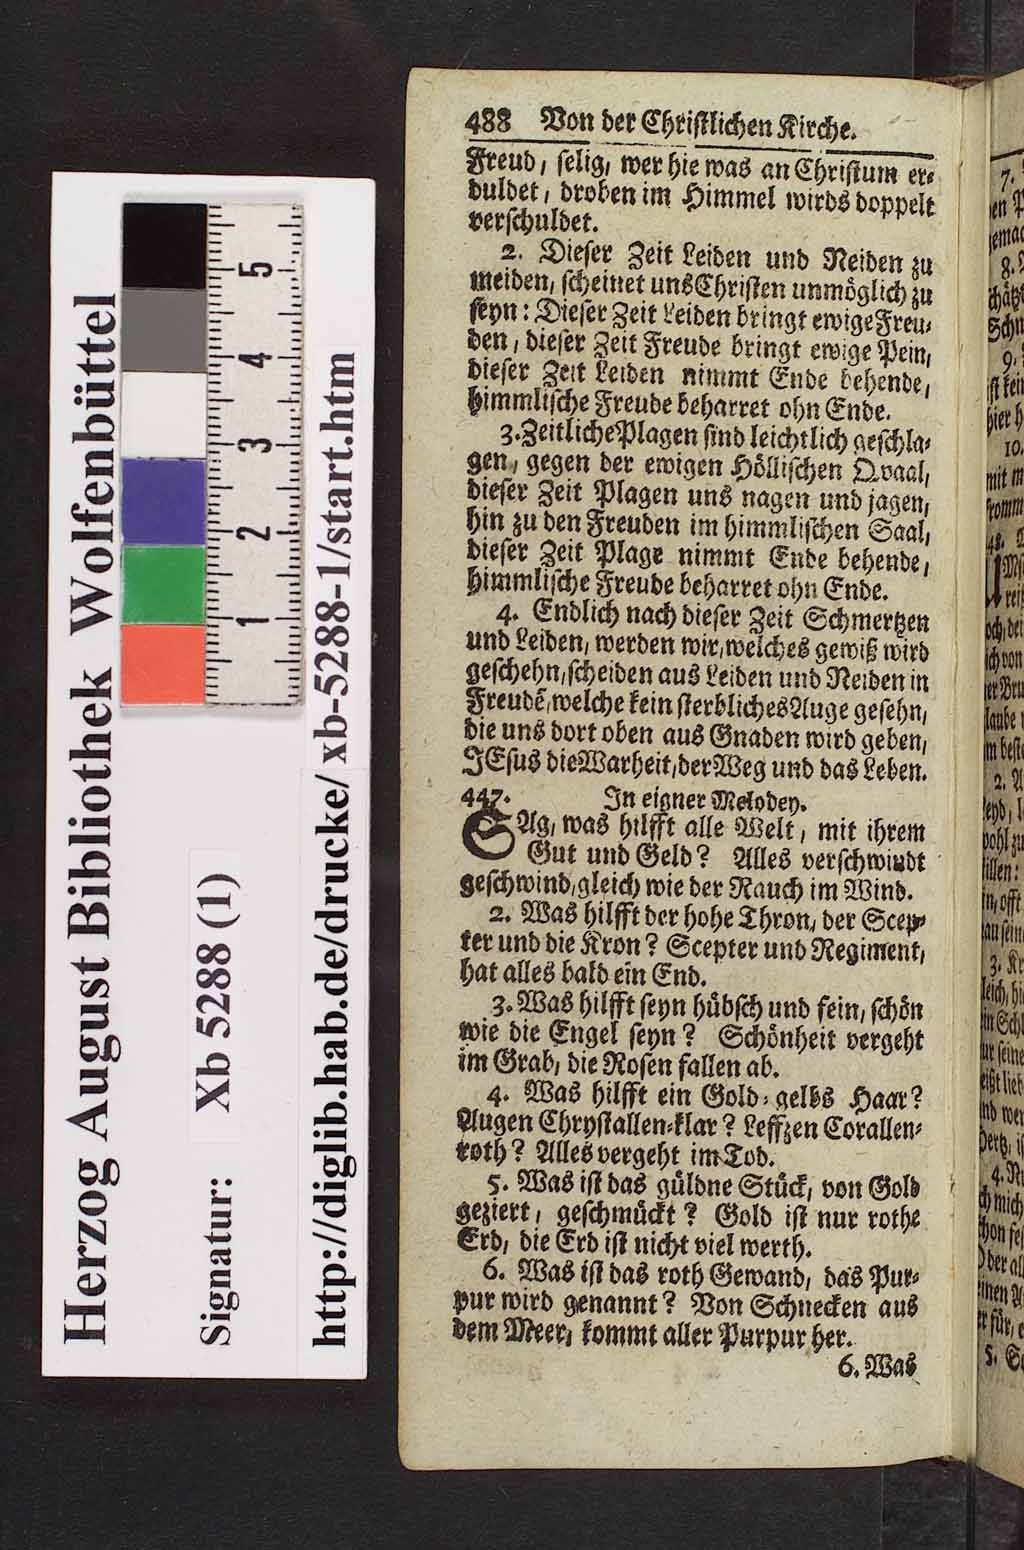 Herzog August Bibliothek Wolfenbüttel
Signatur: Xb 5288 (1)
http://diglib.hab.de/drucke/ xb-5288-1/start.htm
5
4
3
2
1
488 Von der Chriſtlichen Kirche.
Freud, ſelig, wer hie was an Chriſtum er-
duldet, droben im Himmel wirds doppelt
verſchuldet.
2. Dieſer Zeit Leiden und Neiden zu
meiden, ſcheinet uns Chriſten unmöglich zu
ſeyn: Dieſer Zeit Leiden bringt ewige Freu-
den, dieſer Zeit Freude bringt ewige Pein,
dieſer Zeit Leiden nimmt Ende behende,
himmliſche Freude beharret ohn Ende.
3. Zeitliche Plagen ſind leichtlich geſchla-
gen, gegen der ewigen Hölliſchen Qvaal,
dieſer Zeit Plagen uns nagen und jagen,
hin zu den Freuden im himmliſchen Saal,
dieſer Zeit Plage nimmt Ende behende,
himmliſche Freude beharret ohn Ende.
4. Endlich nach dieſer Zeit Schmertzen
und Leiden, werden wir, welches gewiß wird
geſchehn, ſcheiden aus Leiden und Neiden in
Freudē, welche kein ſterbliches Auge geſehn,
die uns dort oben aus Gnaden wird geben,
JEſus die Warheit, der Weg und das Leben.
447. In eigner Melodey.
SAg, was hilfft alle Welt, mit ihrem
Gut und Geld? Alles verſchwindt
geſchwind, gleich wie der Rauch im Wind.
2. Was hilfft der hohe Thron, der Scep-
ter und die Kron? Scepter und Regiment,
hat alles bald ein End.
3. Was hilfft ſeyn hübſch und fein, ſchön
wie die Engel ſeyn? Schönheit vergeht
im Grab, die Roſen fallen ab.
4. Was hilfft ein Gold-gelbs Haar?
Augen Chryſtallen-klar? Leffzen Corallen-
roth? Alles vergeht im Tod.
5. Was iſt das güldne Stück, von Gold
geziert, geſchmückt? Gold iſt nur rothe
Erd, die Erd iſt nicht viel werth.
6. Was iſt das roth Gewand, das Pur-
pur wird genannt? Von Schnecken aus
dem Meer, kommt aller Purpur her.
6. Was
7.
8.
9.
10.
2.
3.
4.
5.